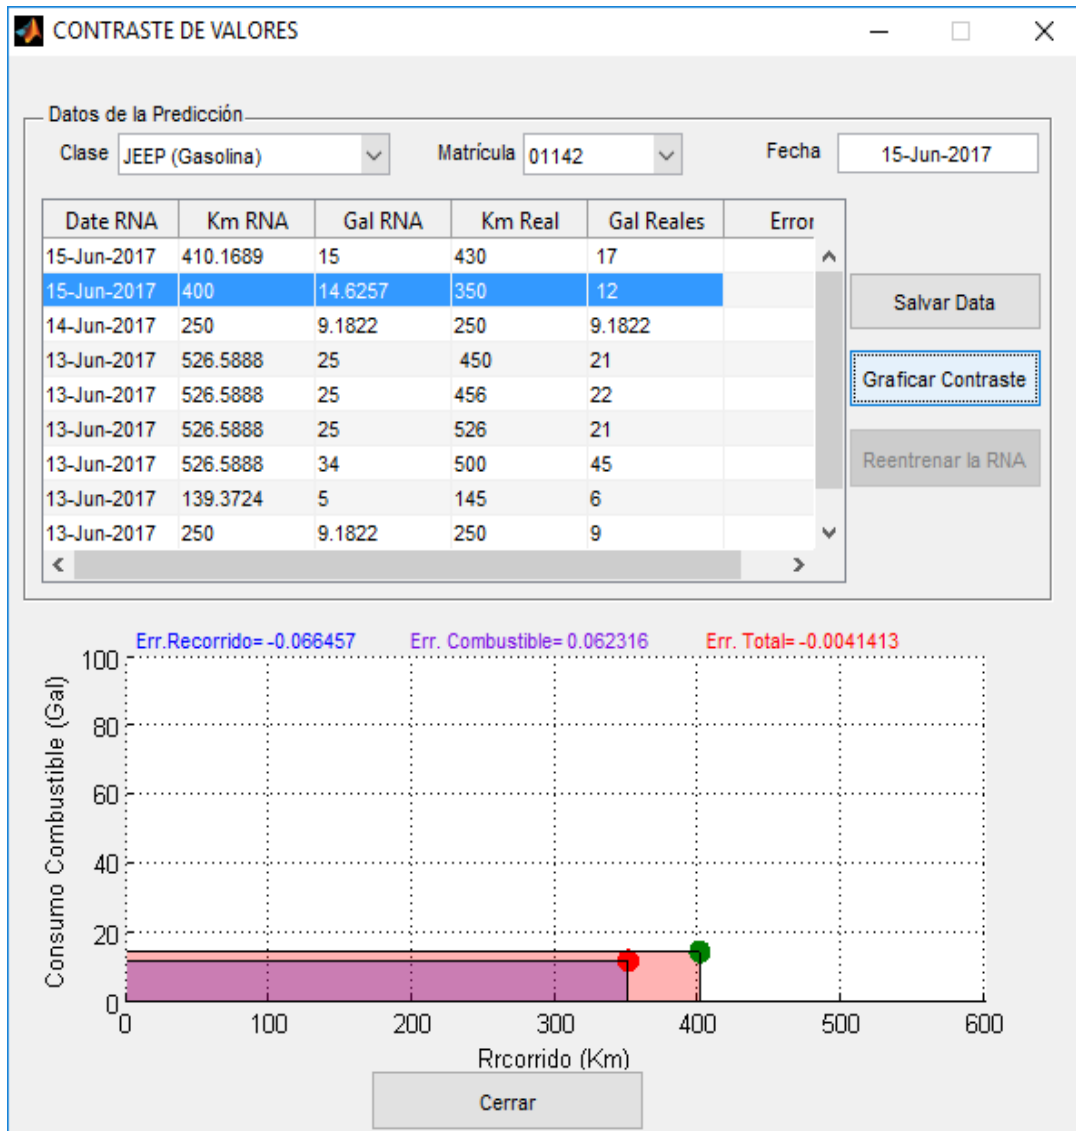 CONTRASTE DE VALORES
Datos de la Predicción
Clase JEEP (Gasolina) Matrícula 01142 Fecha 15-Jun-2017
Date RNA Km RNA Gal RNA Km Real Gal Reales Error
15-Jun-2017 410.1689 15 430 17
15-Jun-2017 400 14.6257 350 12
14-Jun-2017 250 9.1822 250 9.1822
13-Jun-2017 526.5888 25 450 21
13-Jun-2017 526.5888 25 456 22
13-Jun-2017 526.5888 25 526 21
13-Jun-2017 526.5888 34 500 45
13-Jun-2017 139.3724 5 145 6
13-Jun-2017 250 9.1822 250 9
Salvar Data
Graficar Contraste
Reentrenar la RNA
Err.Recorrido= -0.066457 Err. Combustible= 0.062316 Err. Total= -0.0041413
Consumo Combustible (Gal)
100
80
60
40
20
0
0 100 200 300 400 500 600
Rrcorrido (Km)
Cerrar